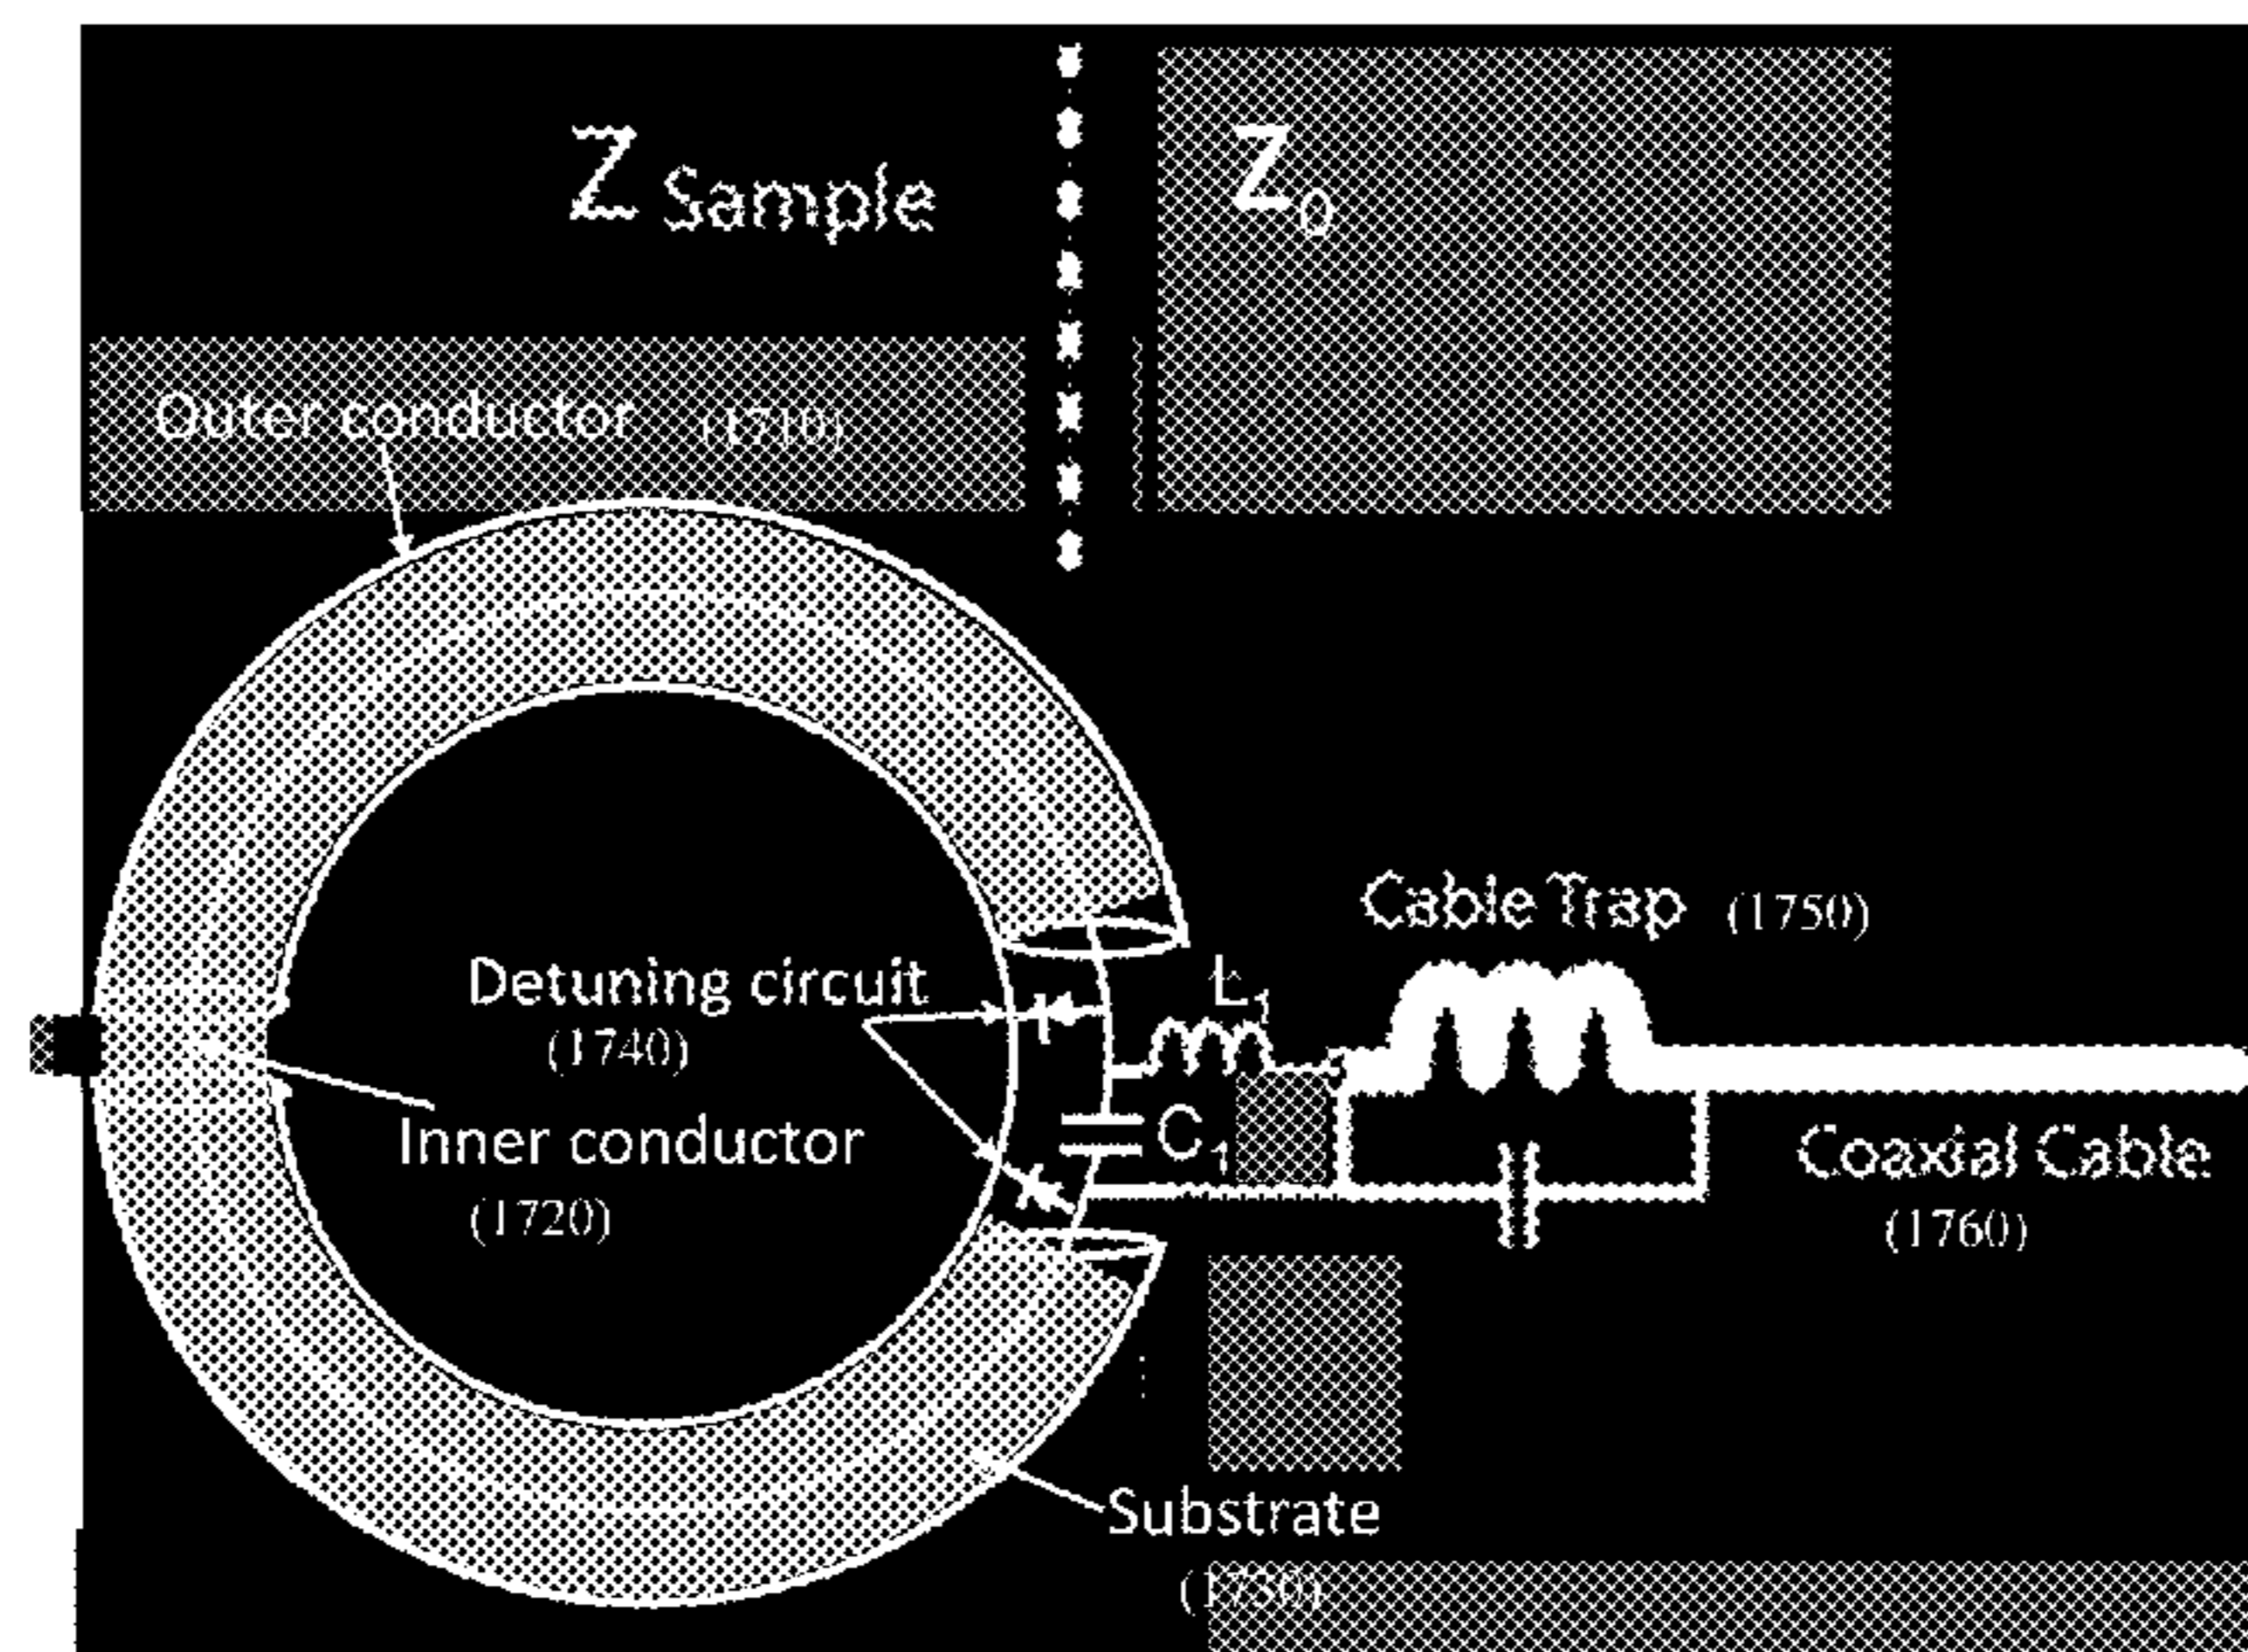 Z Sample
Z0
Outer conductor (1710)
Cable Trap (1750)
Detuning circuit
(1740)
L1
Inner conductor
(1720)
C1
Coaxial Cable
(1760)
Substrate
(1730)